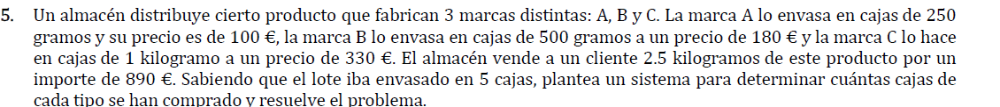 5. Un almacén distribuye cierto producto que fabrican 3 marcas distintas: A, B y C. La marca A lo envasa en cajas de 250
gramos y su precio es de 100 €, la marca B lo envasa en cajas de 500 gramos a un precio de 180 € y la marca C lo hace
en cajas de 1 kilogramo a un precio de 330 €. El almacén vende a un cliente 2.5 kilogramos de este producto por un
importe de 890 €. Sabiendo que el lote iba envasado en 5 cajas, plantea un sistema para determinar cuántas cajas de
cada tipo se han comprado y resuelve el problema.